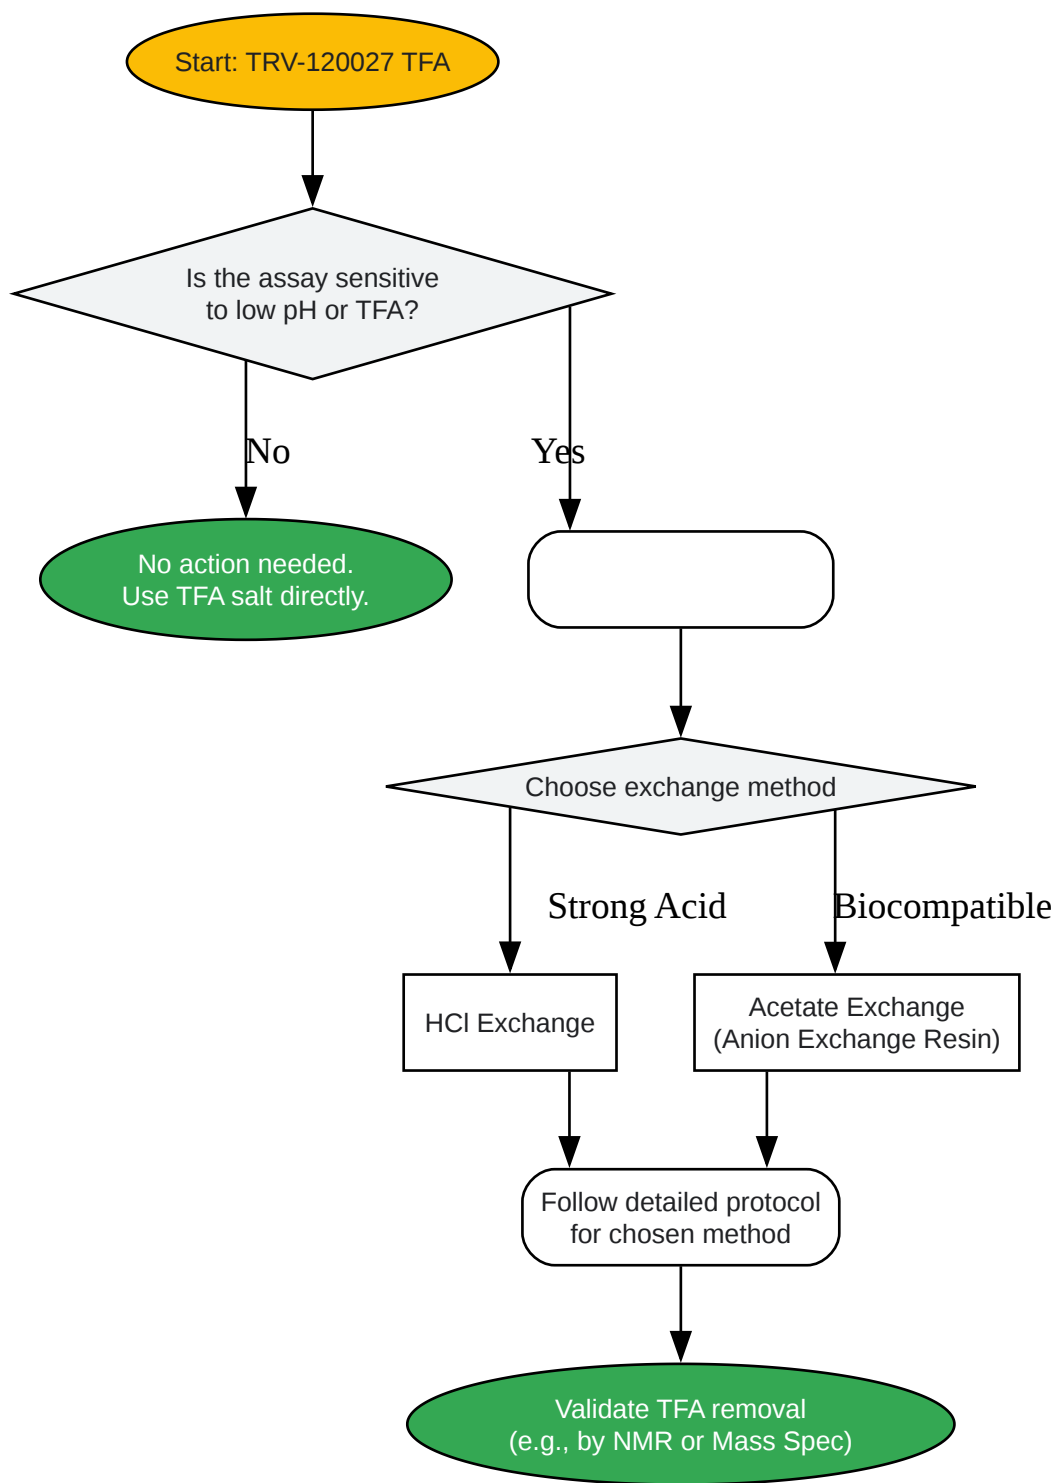 Start: TRV-120027 TFA
Is the assay sensitive
to low pH or TFA?
No
Yes
No action needed.
Use TFA salt directly.
Choose exchange method
Strong Acid
Biocompatible
HCl Exchange
Acetate Exchange
(Anion Exchange Resin)
Follow detailed protocol
for chosen method
Validate TFA removal
(e.g., by NMR or Mass Spec)